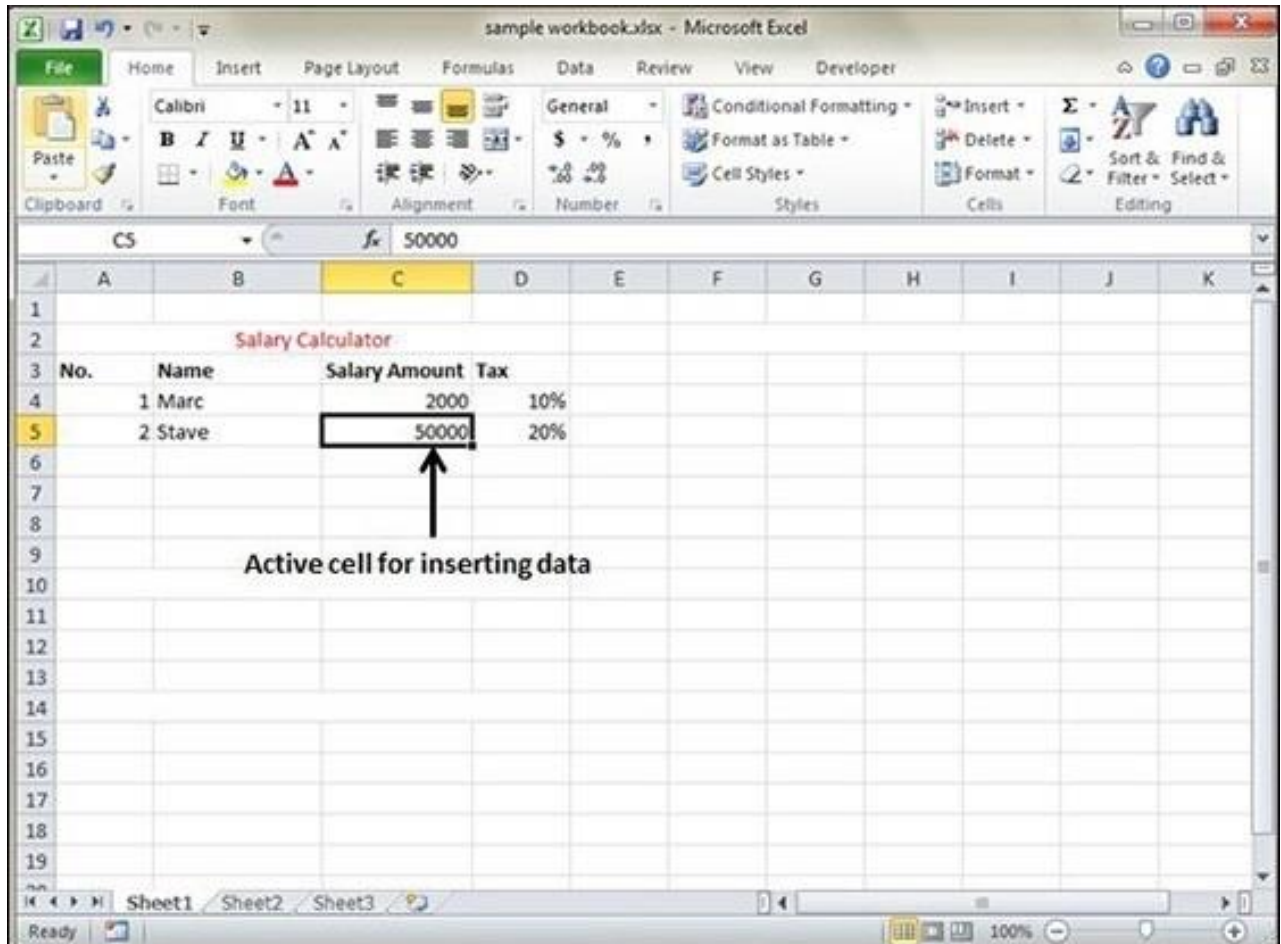 sample workbook.xlsx - Microsoft Excel
File Home Insert Page Layout Formulas Data Review View Developer
Paste
Calibri 11
B I U A A
A
General
$ % ,
.00 .00
Conditional Formatting
Format as Table
Cell Styles
Insert
Delete
Format
Σ
Sort & Filter
Find & Select
Clipboard Font Alignment Number Styles Cells Editing
C5 fx 50000
A B C D E F G H I J K
1
2 Salary Calculator
3 No. Name Salary Amount Tax
4 1 Marc 2000 10%
5 2 Stave 50000 20%
6
7
8
9
Active cell for inserting data
10
11
12
13
14
15
16
17
18
19
Sheet1 Sheet2 Sheet3
Ready 100%